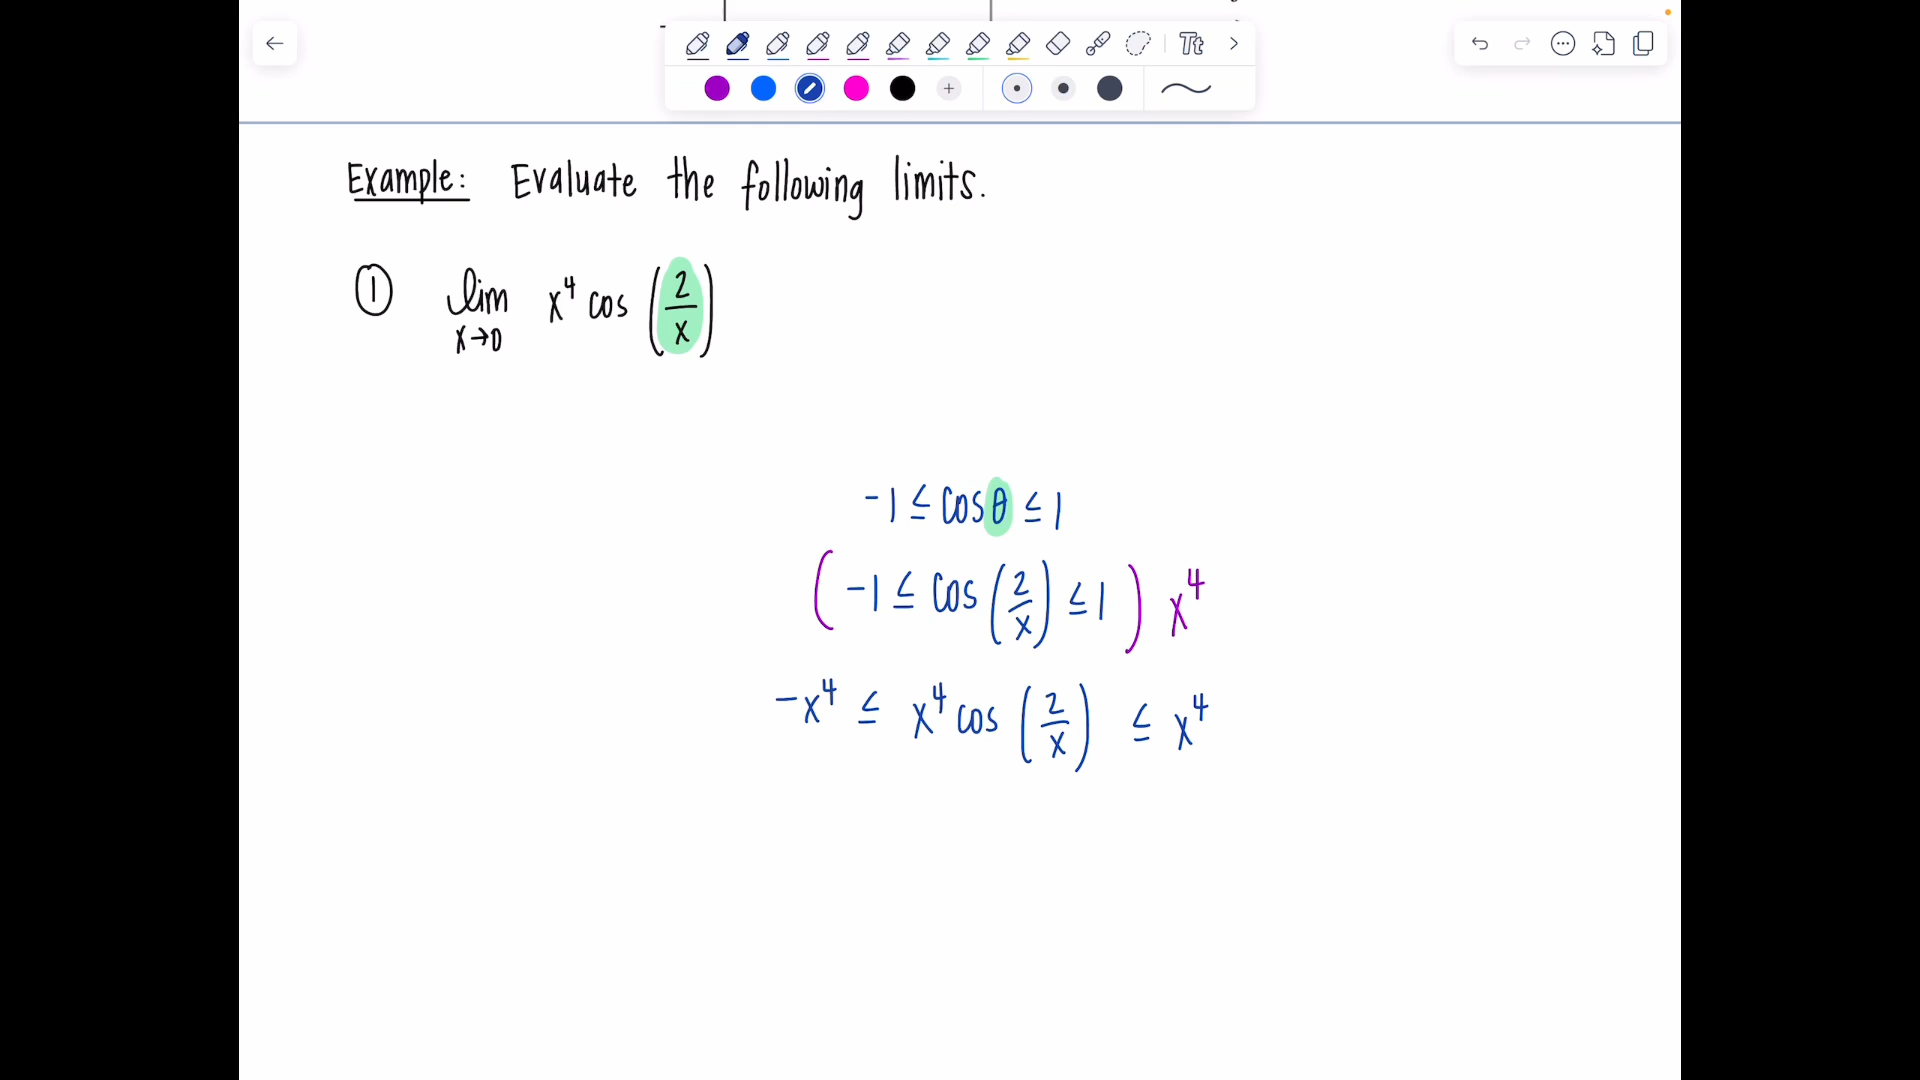 Tt
Example: Evaluate the following limits.
① lim x→0 x⁴ cos (2/x)
-1 ≤ cos θ ≤ 1
( -1 ≤ cos (2/x) ≤ 1 ) x⁴
-x⁴ ≤ x⁴ cos (2/x) ≤ x⁴